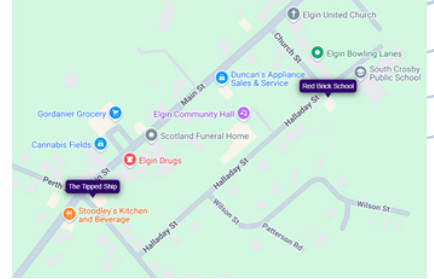 Elgin United Church
Church St
Elgin Bowling Lanes
South Crosby
Public School
Duncan's Appliance
Sales & Service
Red Brick School
Main St
Halladay St
Gordanier Grocery
Elgin Community Hall
Scotland Funeral Home
Cannabis Fields
Elgin Drugs
Main St
Perth
The Tipped Ship
Halladay St
Stoodley's Kitchen
and Beverage
Halladay St
Wilson St
Patterson Rd
Wilson St